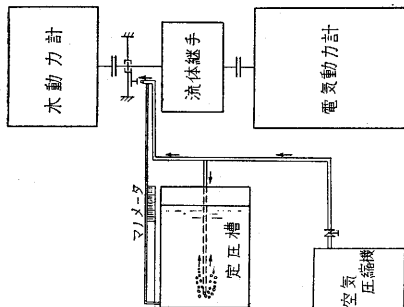 水動力計
流体継手
電気動力計
マノメータ
定圧槽
空気
圧縮機